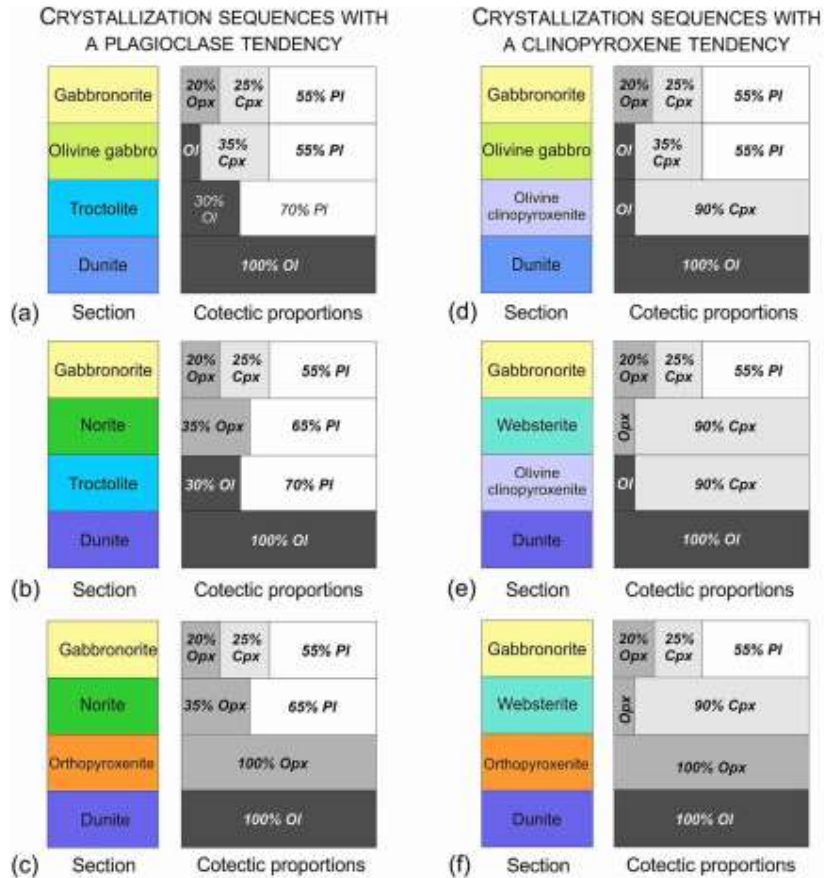 CRYSTALLIZATION SEQUENCES WITH
A PLAGIOCLASE TENDENCY
Gabbronorite
20%
Opx
25%
Cpx
55% Pl
Olivine gabbro
Ol
35%
Cpx
55% Pl
Troctolite
30%
Ol
70% Pl
Dunite
100% Ol
(a)
Section
Cotectic proportions
Gabbronorite
20%
Opx
25%
Cpx
55% Pl
Norite
35% Opx
65% Pl
Troctolite
30% Ol
70% Pl
Dunite
100% Ol
(b)
Section
Cotectic proportions
Gabbronorite
20%
Opx
25%
Cpx
55% Pl
Norite
35% Opx
65% Pl
Orthopyroxenite
100% Opx
Dunite
100% Ol
(c)
Section
Cotectic proportions
CRYSTALLIZATION SEQUENCES WITH
A CLINOPYROXENE TENDENCY
Gabbronorite
20%
Opx
25%
Cpx
55% Pl
Olivine gabbro
Ol
35%
Cpx
55% Pl
Olivine
clinopyroxenite
Ol
90% Cpx
Dunite
100% Ol
(d)
Section
Cotectic proportions
Gabbronorite
20%
Opx
25%
Cpx
55% Pl
Websterite
Opx
90% Cpx
Olivine
clinopyroxenite
Ol
90% Cpx
Dunite
100% Ol
(e)
Section
Cotectic proportions
Gabbronorite
20%
Opx
25%
Cpx
55% Pl
Websterite
Opx
90% Cpx
Orthopyroxenite
100% Opx
Dunite
100% Ol
(f)
Section
Cotectic proportions